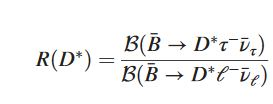 R(D*) = ℬ(B̄ → D*τ⁻ν̄_τ) / ℬ(B̄ → D*ℓ⁻ν̄_ℓ)